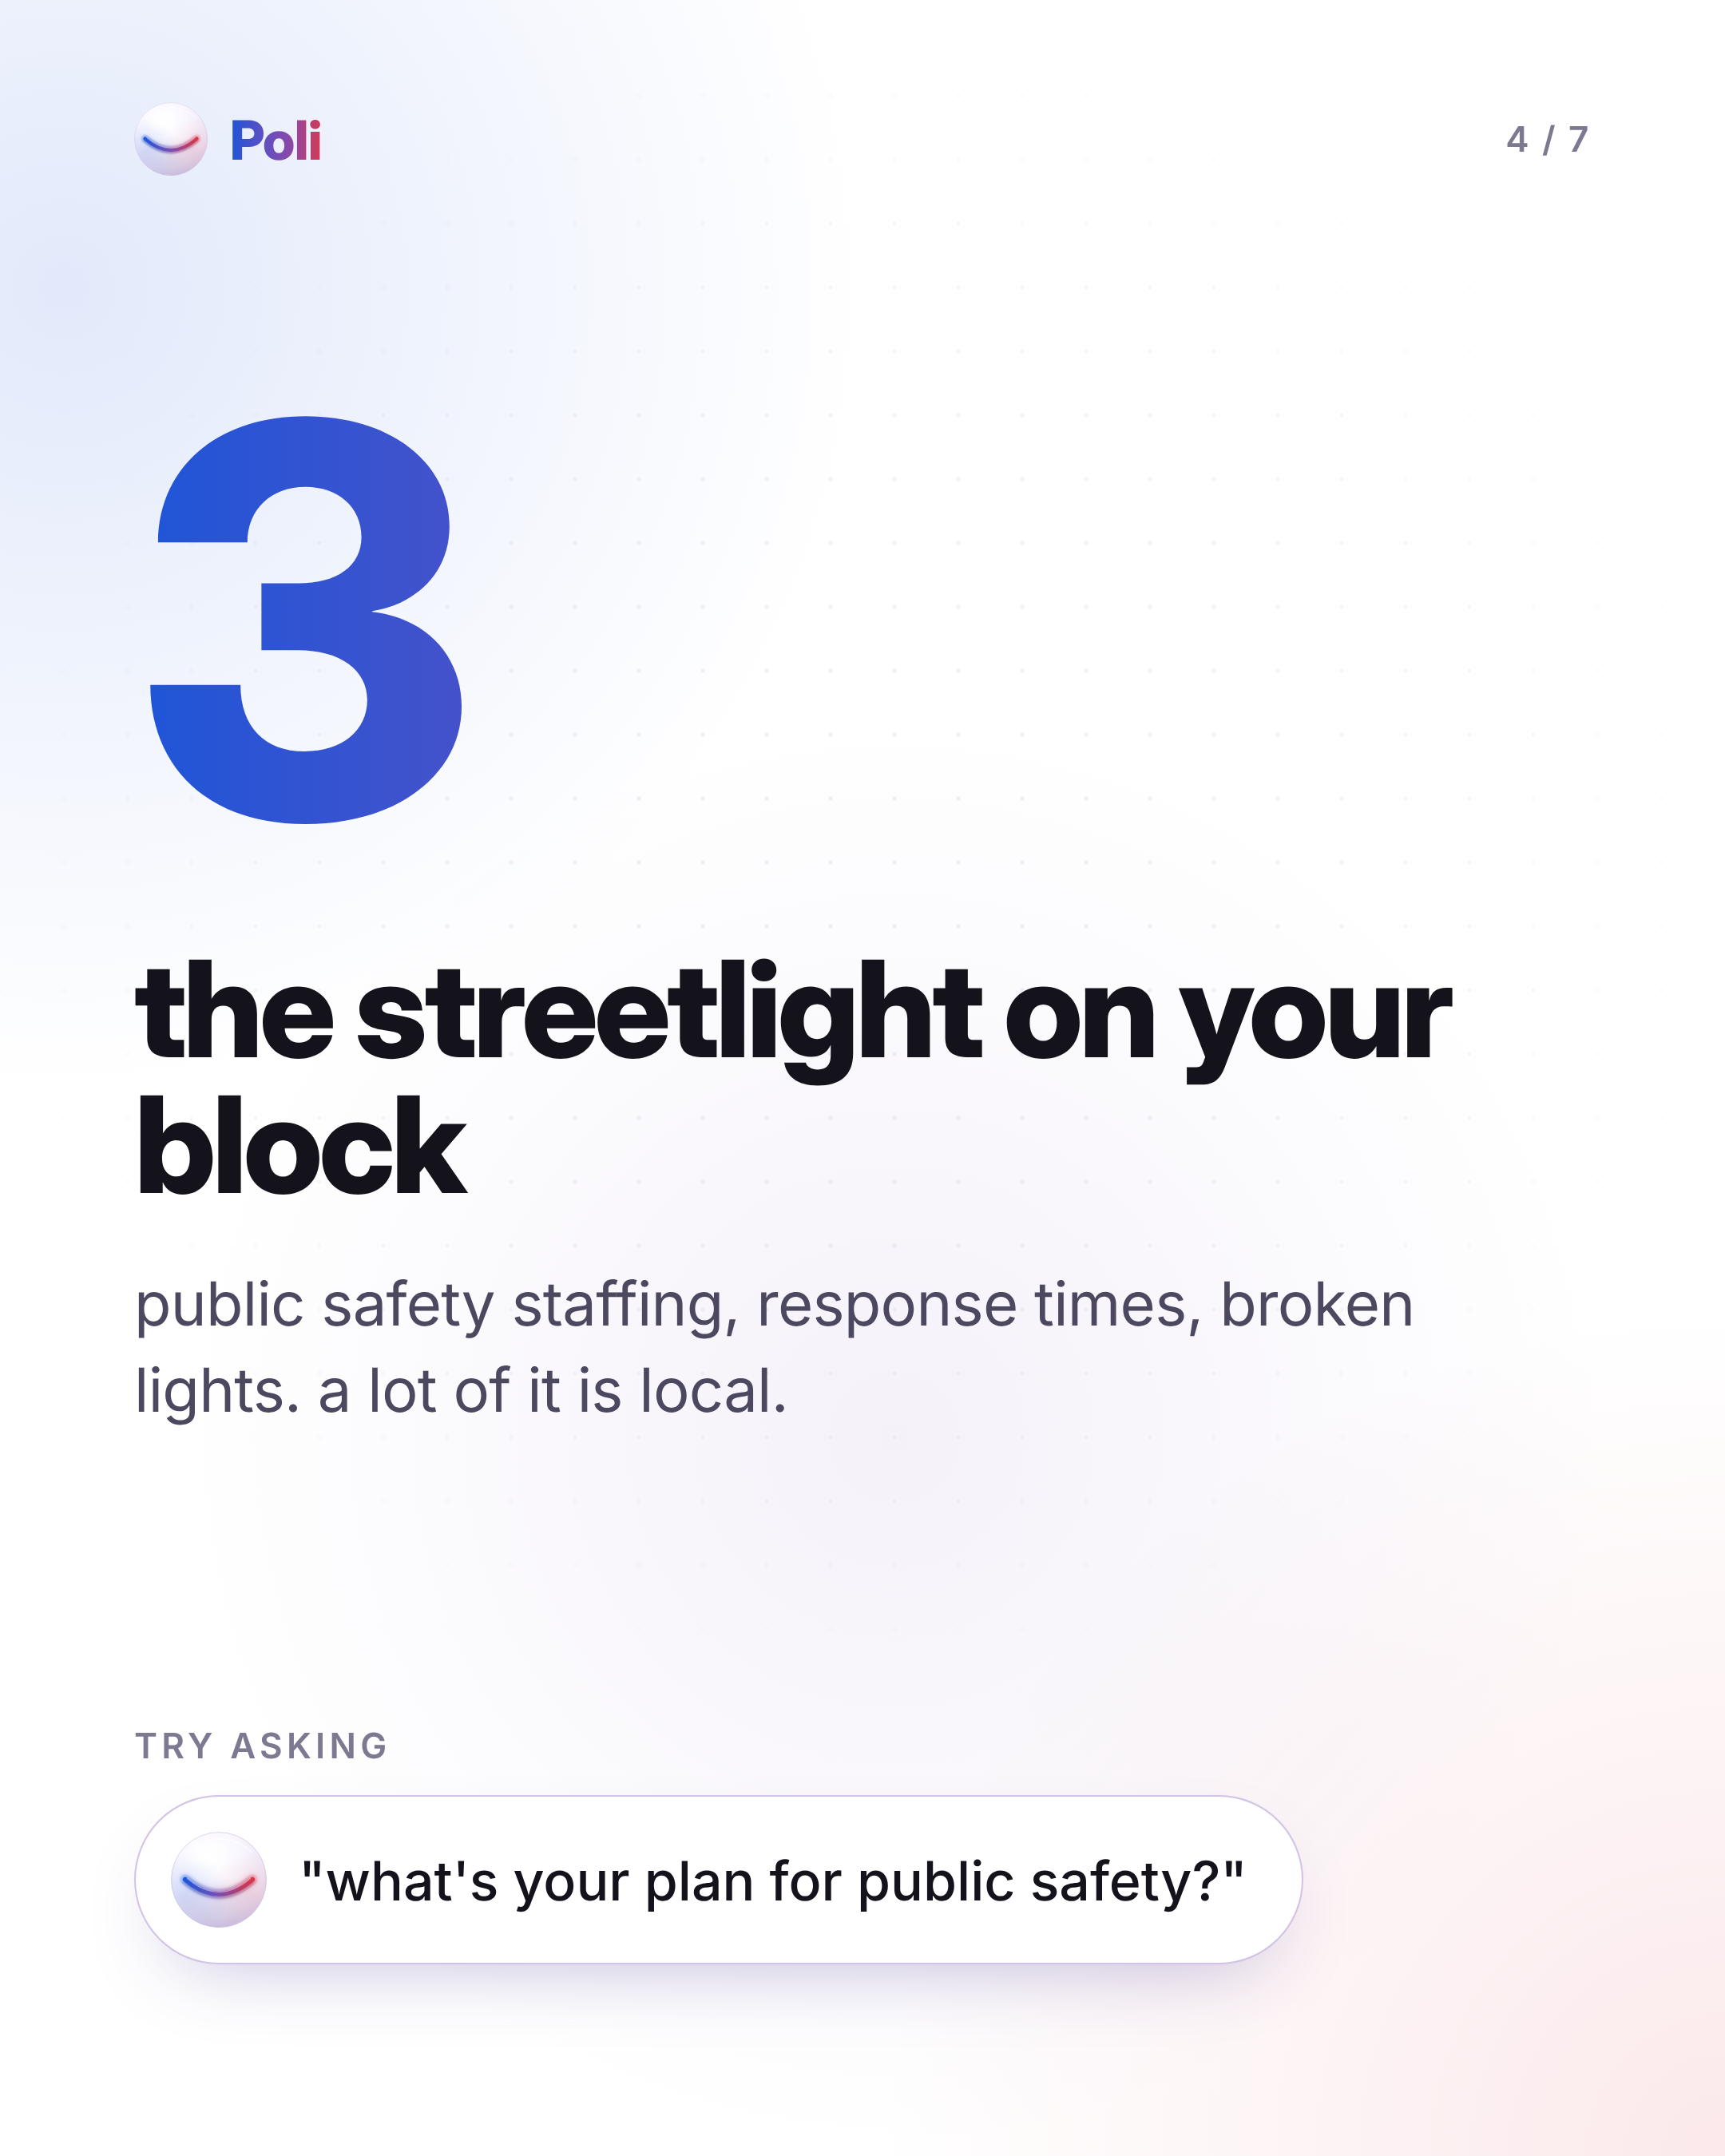 Poli
4 / 7
3
the streetlight on your
block
public safety staffing, response times, broken
lights. a lot of it is local.
TRY ASKING
"what's your plan for public safety?"